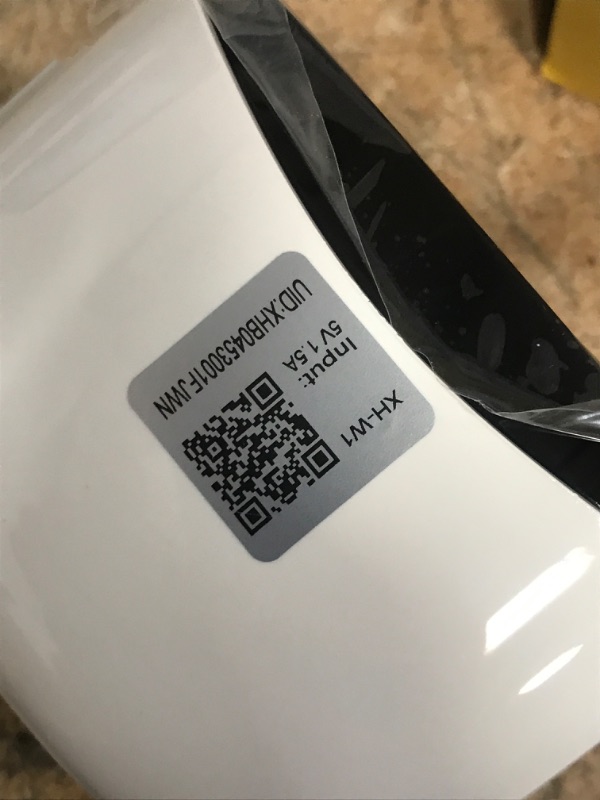 XH-W1
Input:
5V 1.5A
UID:XHB0453001FJWN